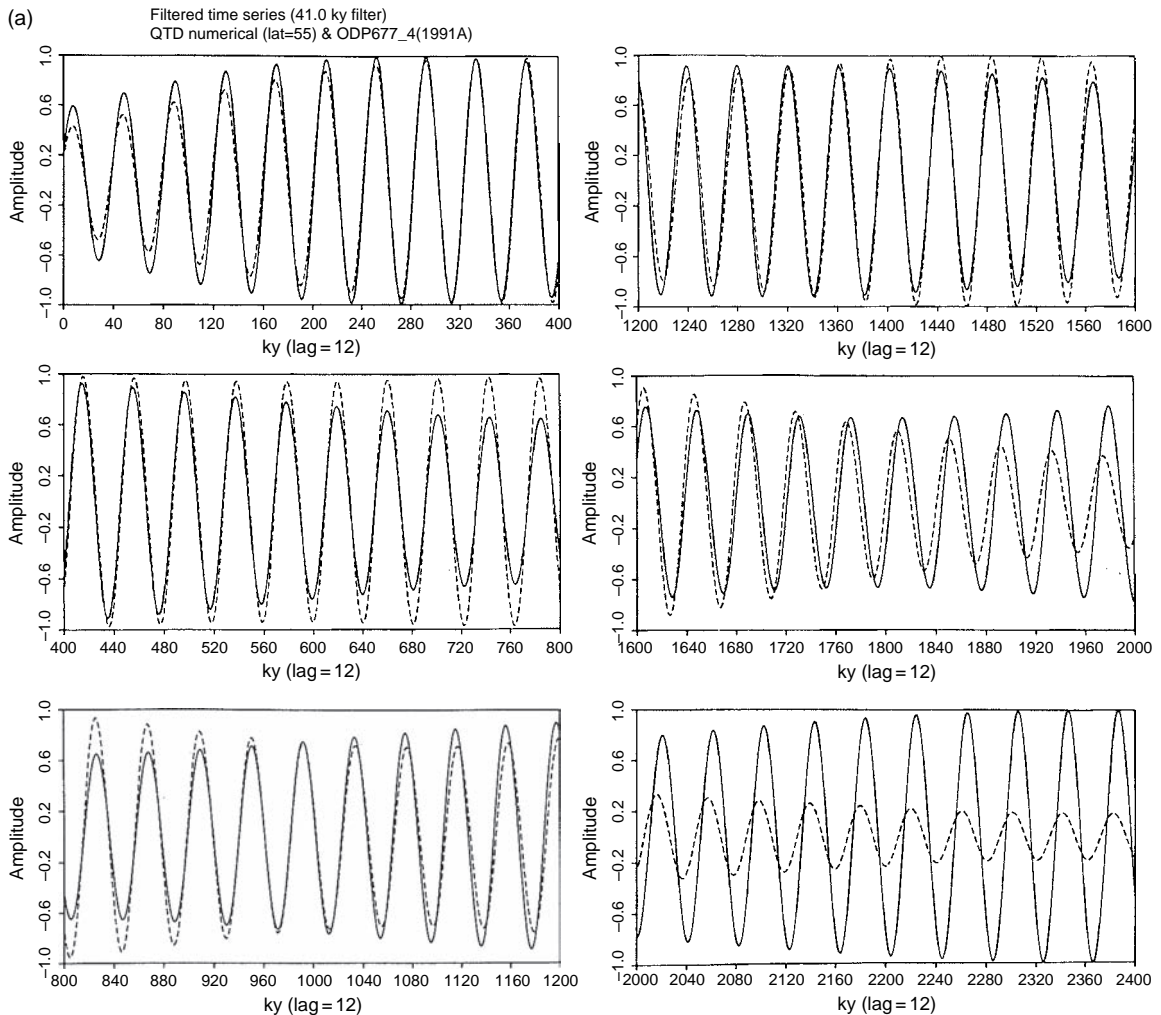 (a)
Filtered time series (41.0 ky filter)
QTD numerical (lat=55) & ODP677_4(1991A)
Amplitude
1.0
0.6
0.2
−0.2
−0.6
−1.0
0 40 80 120 160 200 240 280 320 360 400
ky (lag=12)
Amplitude
1.0
0.6
0.2
−0.2
−0.6
−1.0
1200 1240 1280 1320 1360 1400 1440 1480 1520 1560 1600
ky (lag=12)
Amplitude
1.0
0.6
0.2
−0.2
−0.6
−1.0
400 440 480 520 560 600 640 680 720 760 800
ky (lag=12)
Amplitude
1.0
0.6
0.2
−0.2
−0.6
−1.0
1600 1640 1680 1720 1760 1800 1840 1880 1920 1960 2000
ky (lag=12)
Amplitude
1.0
0.6
0.2
−0.2
−0.6
−1.0
800 840 880 920 960 1000 1040 1080 1120 1160 1200
ky (lag=12)
Amplitude
1.0
0.6
0.2
−0.2
−0.6
−1.0
2000 2040 2080 2120 2160 2200 2240 2280 2320 2360 2400
ky (lag=12)